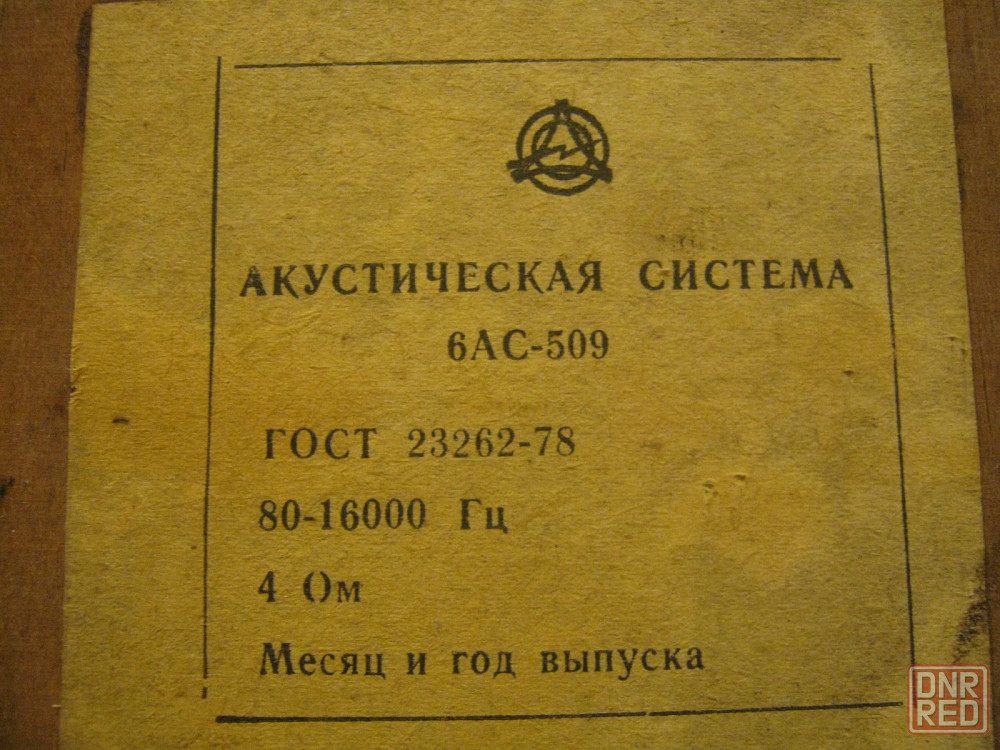 АКУСТИЧЕСКАЯ СИСТЕМА
6АС-509
ГОСТ 23262-78
80-16000 Гц
4 Ом
Месяц и год выпуска
DNR
RED